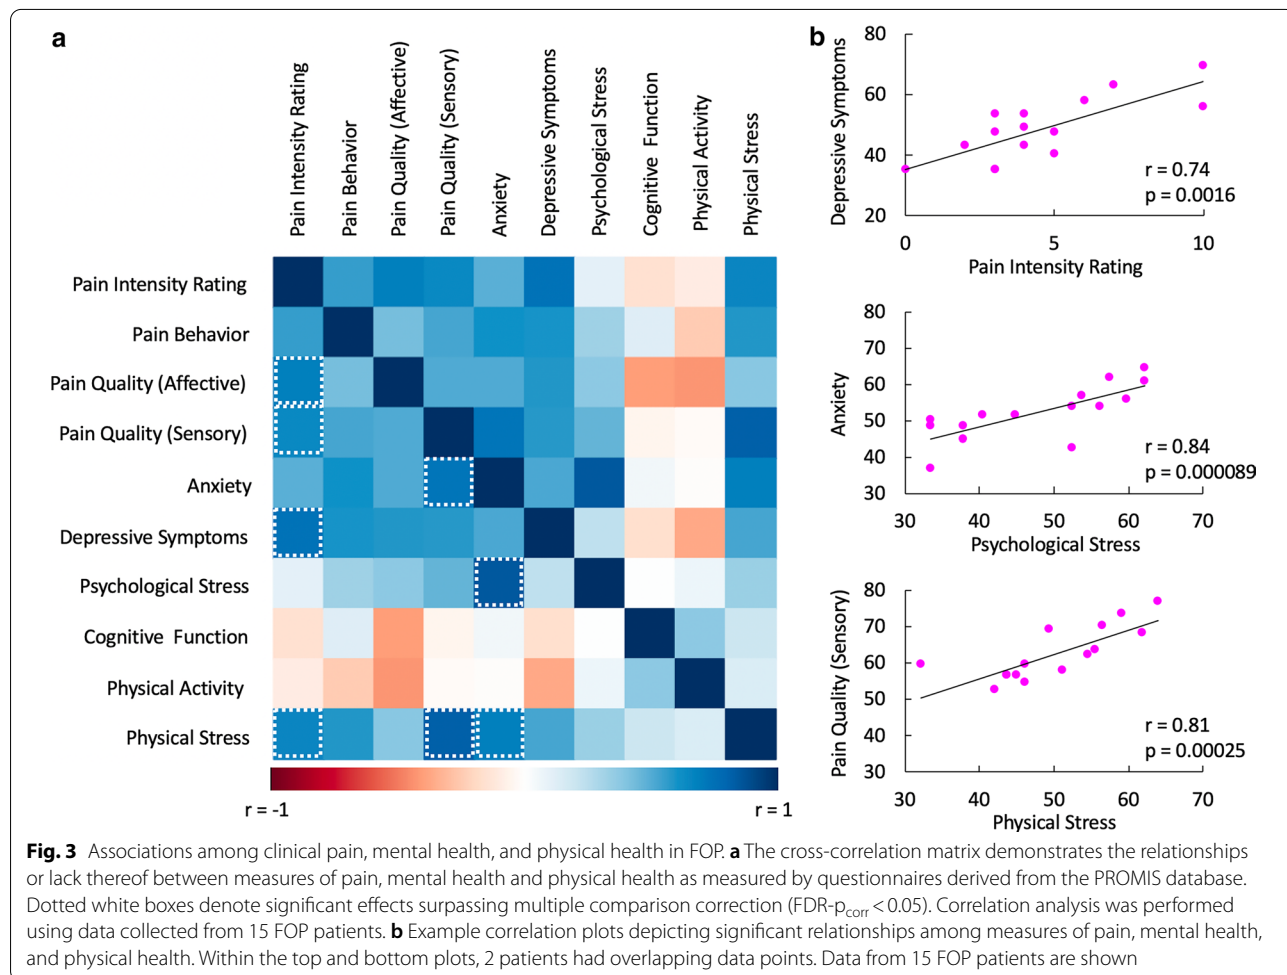 a
Pain Intensity Rating
Pain Behavior
Pain Quality (Affective)
Pain Quality (Sensory)
Anxiety
Depressive Symptoms
Psychological Stress
Cognitive Function
Physical Activity
Physical Stress
Pain Intensity Rating
Pain Behavior
Pain Quality (Affective)
Pain Quality (Sensory)
Anxiety
Depressive Symptoms
Psychological Stress
Cognitive Function
Physical Activity
Physical Stress
r = -1
r = 1
b
Depressive Symptoms
80
60
40
20
r = 0.74
p = 0.0016
0 5 10
Pain Intensity Rating
Anxiety
80
70
60
50
40
30
r = 0.84
p = 0.000089
30 40 50 60 70
Psychological Stress
Pain Quality (Sensory)
80
70
60
50
40
30
r = 0.81
p = 0.00025
30 40 50 60 70
Physical Stress
Fig. 3 Associations among clinical pain, mental health, and physical health in FOP. a The cross-correlation matrix demonstrates the relationships
or lack thereof between measures of pain, mental health and physical health as measured by questionnaires derived from the PROMIS database.
Dotted white boxes denote significant effects surpassing multiple comparison correction (FDR-pcorr < 0.05). Correlation analysis was performed
using data collected from 15 FOP patients. b Example correlation plots depicting significant relationships among measures of pain, mental health,
and physical health. Within the top and bottom plots, 2 patients had overlapping data points. Data from 15 FOP patients are shown